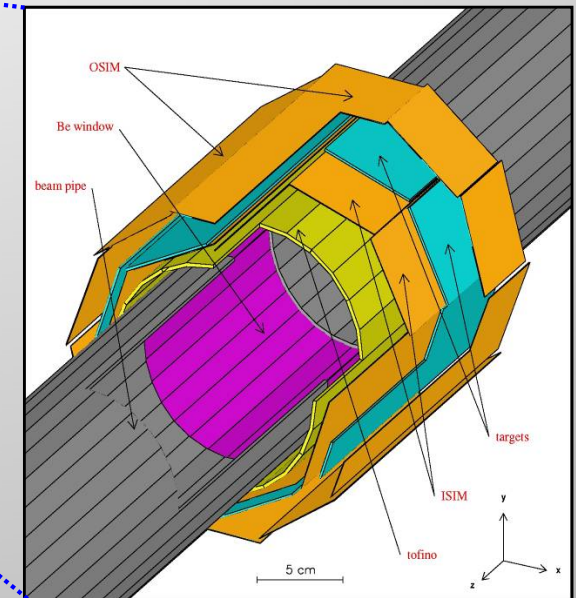 OSIM
Be window
beam pipe
targets
ISIM
tofino
5 cm
y
x
z